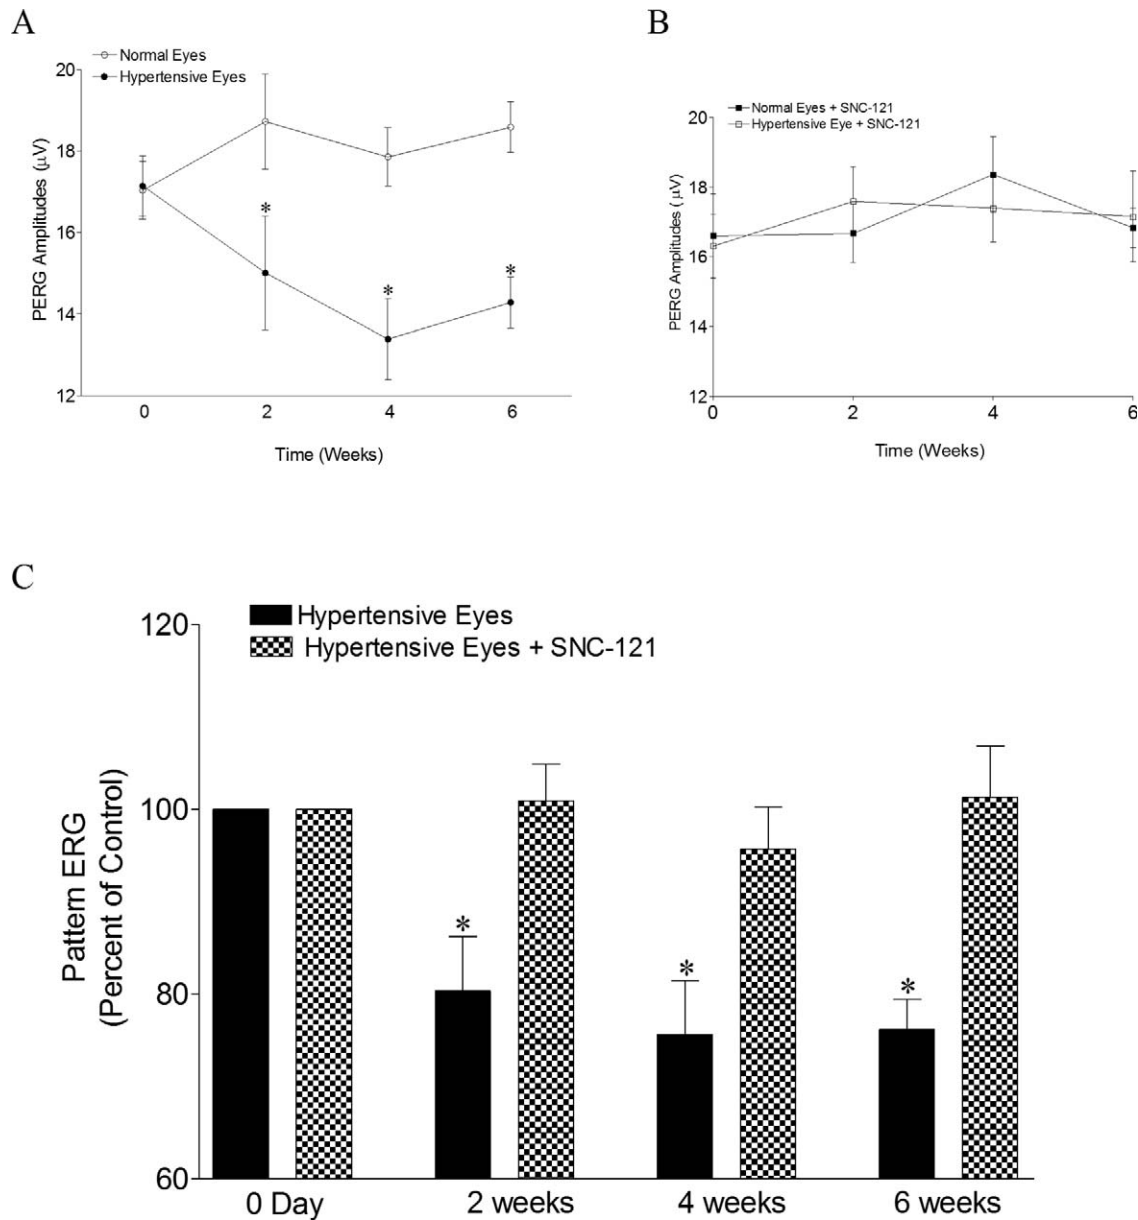 A
Normal Eyes
Hypertensive Eyes
20
18
16
14
12
PERG Amplitudes (μV)
*
*
*
0 2 4 6
Time (Weeks)
B
Normal Eyes + SNC-121
Hypertensive Eye + SNC-121
20
18
16
14
12
PERG Amplitudes ( μV)
0 2 4 6
Time (Weeks)
C
Hypertensive Eyes
Hypertensive Eyes + SNC-121
120
100
80
60
Pattem ERG
(Percent of Control)
*
*
*
0 Day 2 weeks 4 weeks 6 weeks